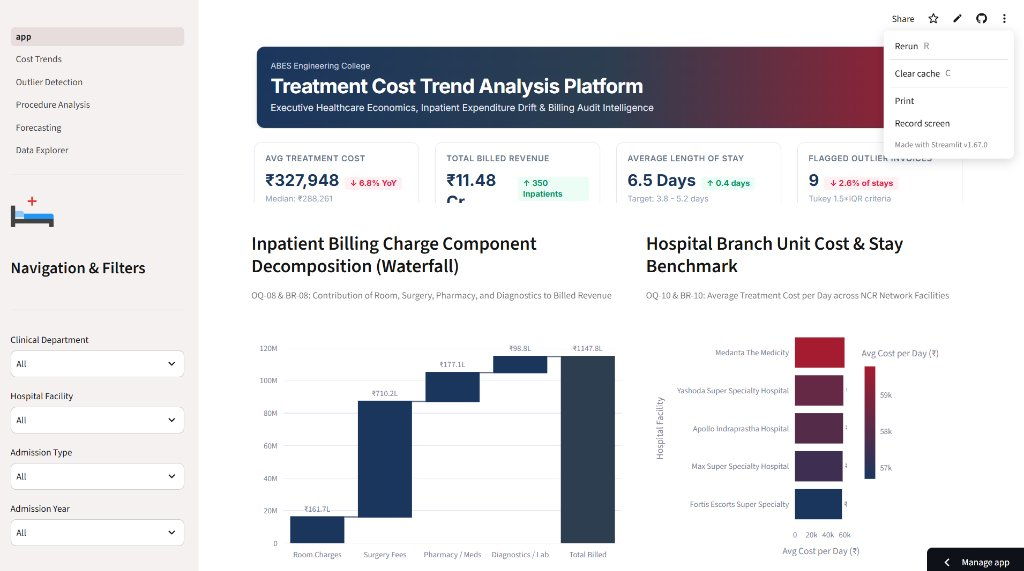 app
Cost Trends
Outlier Detection
Procedure Analysis
Forecasting
Data Explorer
Navigation & Filters
Clinical Department
All
Hospital Facility
All
Admission Type
All
Admission Year
All
Share
Rerun R
Clear cache C
Print
Record screen
Made with Streamlit v1.67.0
ABES Engineering College
Treatment Cost Trend Analysis Platform
Executive Healthcare Economics, Inpatient Expenditure Drift & Billing Audit Intelligence
AVG TREATMENT COST
₹327,948 ↓ 6.8% YoY
Median: ₹288,261
TOTAL BILLED REVENUE
₹11.48
Cr
↑ 350
Inpatients
AVERAGE LENGTH OF STAY
6.5 Days ↑ 0.4 days
Target: 3.8 - 5.2 days
FLAGGED OUTLIER INVOICES
9 ↓ 2.6% of stays
Tukey 1.5*IQR criteria
Inpatient Billing Charge Component
Decomposition (Waterfall)
OQ-08 & BR-08: Contribution of Room, Surgery, Pharmacy, and Diagnostics to Billed Revenue
120M
100M
80M
60M
40M
20M
0
₹161.7L
₹710.2L
₹177.1L
₹98.8L
₹1147.8L
Room Charges
Surgery Fees
Pharmacy / Meds
Diagnostics / Lab
Total Billed
Hospital Branch Unit Cost & Stay
Benchmark
OQ-10 & BR-10: Average Treatment Cost per Day across NCR Network Facilities
Hospital Facility
Medanta The Medicity
Yashoda Super Specialty Hospital
Apollo Indraprastha Hospital
Max Super Specialty Hospital
Fortis Escorts Super Specialty
0 20k 40k 60k
Avg Cost per Day (₹)
Avg Cost per Day (₹)
59k
58k
57k
Manage app